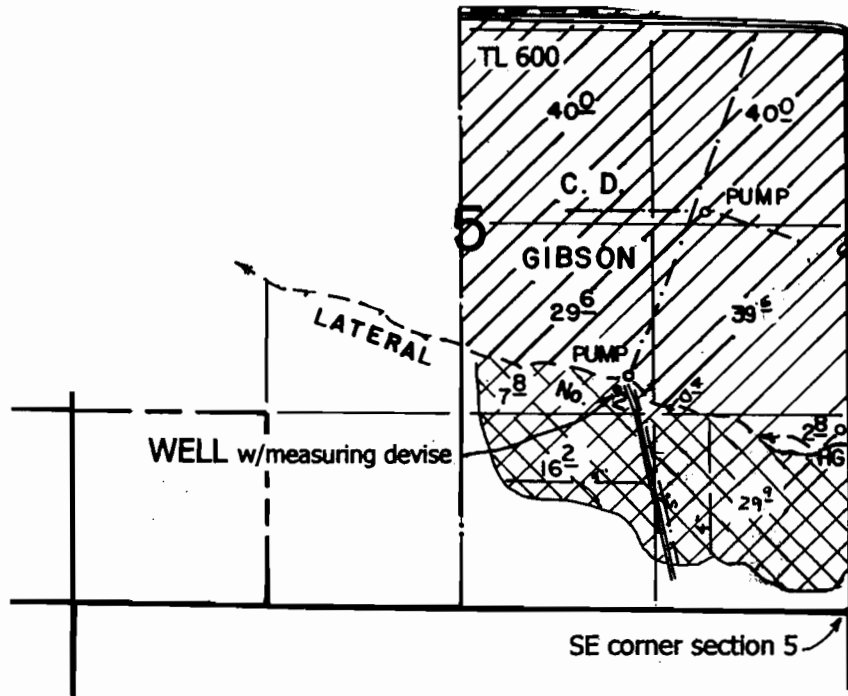 TL 600
40 0
40 0
C. D.
PUMP
5
GIBSON
29 6
39 6
LATERAL
PUMP
7 8
No.
2 8
HG
WELL w/measuring devise
16 2
29 9
SE corner section 5